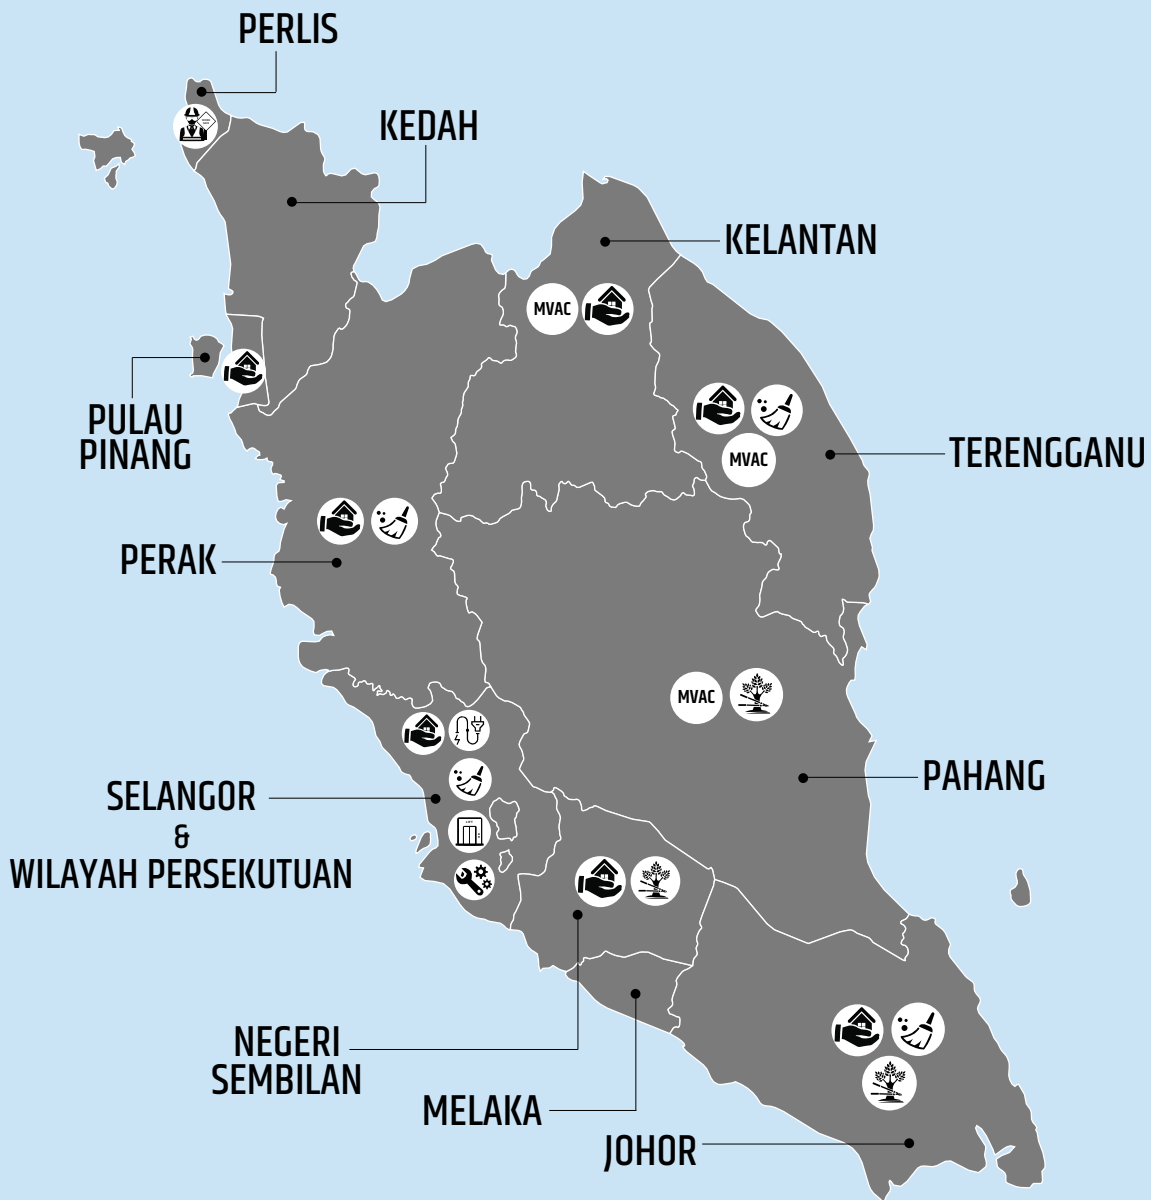 PERLIS
KEDAH
KELANTAN
MVAC
PULAU
PINANG
TERENGGANU
MVAC
PERAK
MVAC
PAHANG
SELANGOR
&
WILAYAH PERSEKUTUAN
NEGERI
SEMBILAN
MELAKA
JOHOR